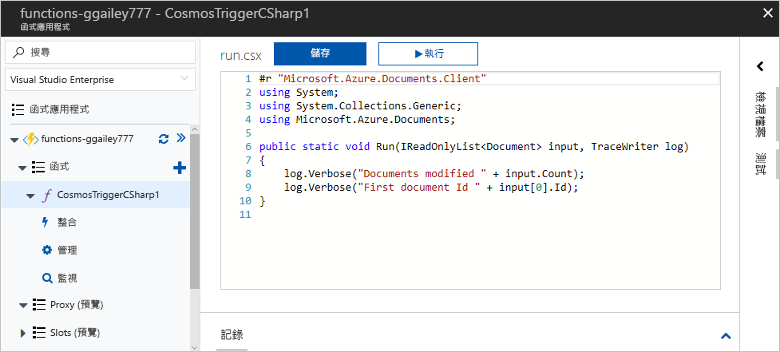 functions-ggailey777 - CosmosTriggerCSharp1
函式應用程式
搜尋
Visual Studio Enterprise
函式應用程式
functions-ggailey777
函式
CosmosTriggerCSharp1
整合
管理
監視
Proxy (預覽)
Slots (預覽)
run.csx
儲存
執行
1 #r "Microsoft.Azure.Documents.Client"
2 using System;
3 using System.Collections.Generic;
4 using Microsoft.Azure.Documents;
5
6 public static void Run(IReadOnlyList<Document> input, TraceWriter log)
7 {
8 log.Verbose("Documents modified " + input.Count);
9 log.Verbose("First document Id " + input[0].Id);
10 }
11
記錄
檢視檔案
測試